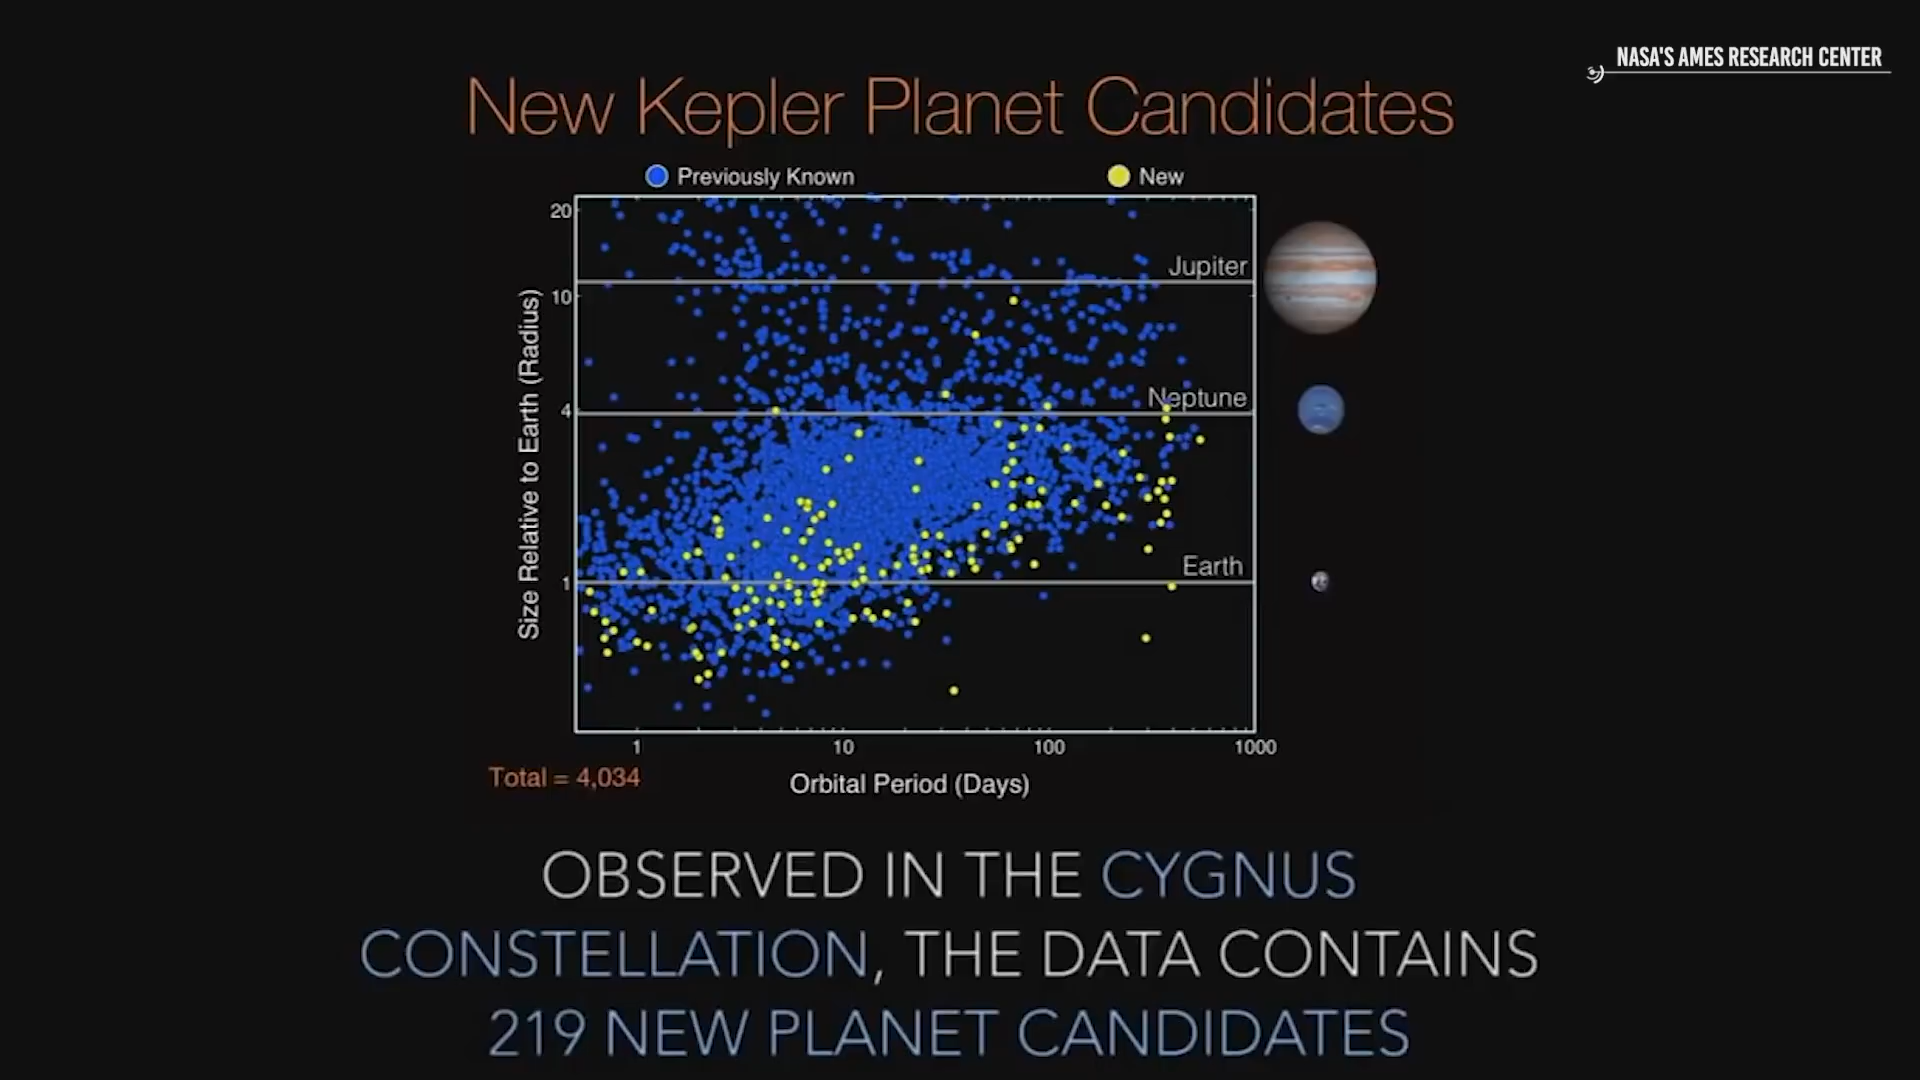 NASA'S AMES RESEARCH CENTER
New Kepler Planet Candidates
Previously Known
New
20
10
4
1
Size Relative to Earth (Radius)
Jupiter
Neptune
Earth
1
10
100
1000
Total = 4,034
Orbital Period (Days)
OBSERVED IN THE CYGNUS
CONSTELLATION, THE DATA CONTAINS
219 NEW PLANET CANDIDATES